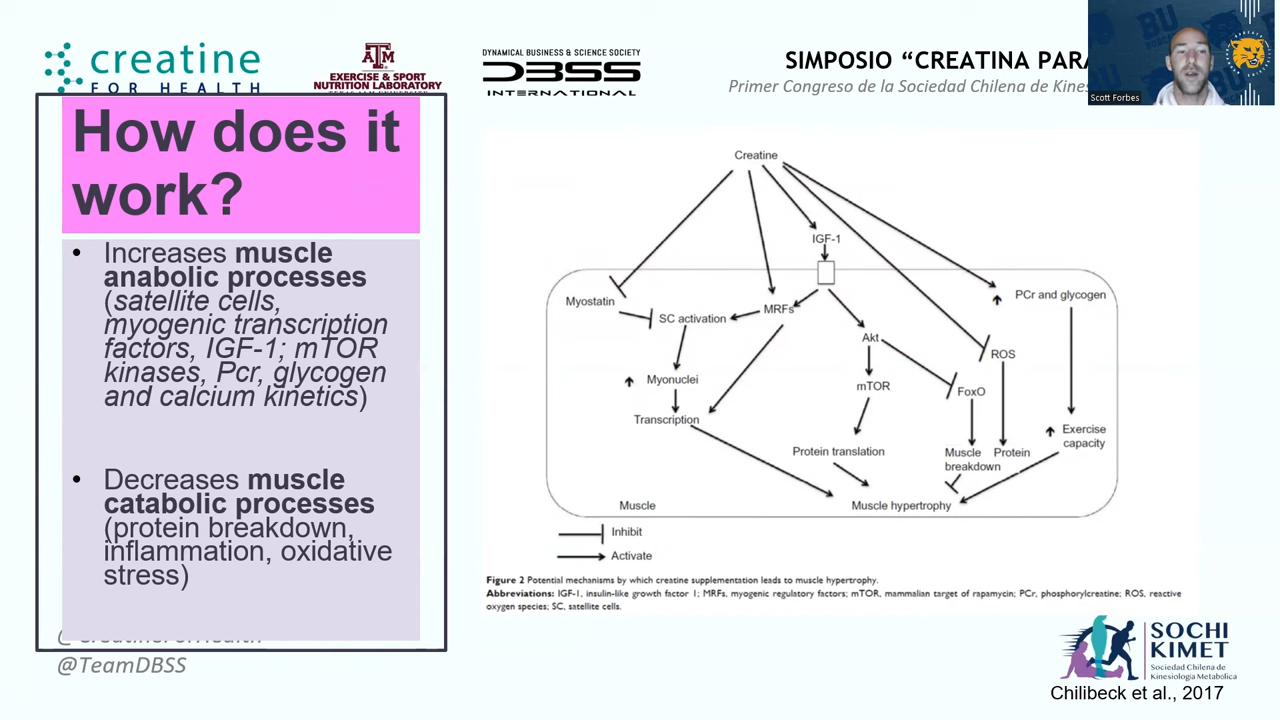 creatine
FOR HEALTH
ATM
EXERCISE & SPORT
NUTRITION LABORATORY
DYNAMICAL BUSINESS & SCIENCE SOCIETY
DBSS
INTERNATIONAL
SIMPOSIO “CREATINA PARA
Primer Congreso de la Sociedad Chilena de Kines
BU
Scott Forbes
How does it
work?
• Increases muscle
anabolic processes
(satellite cells,
myogenic transcription
factors, IGF-1; mTOR
kinases, Pcr, glycogen
and calcium kinetics)
• Decreases muscle
catabolic processes
(protein breakdown,
inflammation, oxidative
stress)
@TeamDBSS
Creatine
IGF-1
Myostatin
SC activation
MRFs
PCr and glycogen
Akt
ROS
Myonuclei
mTOR
FoxO
Transcription
Exercise
capacity
Protein translation
Muscle
breakdown
Protein
Muscle
Muscle hypertrophy
Inhibit
Activate
Figure 2 Potential mechanisms by which creatine supplementation leads to muscle hypertrophy.
Abbreviations: IGF-1, insulin-like growth factor 1; MRFs, myogenic regulatory factors; mTOR, mammalian target of rapamycin; PCr, phosphorylcreatine; ROS, reactive
oxygen species; SC, satellite cells.
SOCHI
KIMET
Sociedad Chilena de
Kinesiología Metabólica
Chilibeck et al., 2017